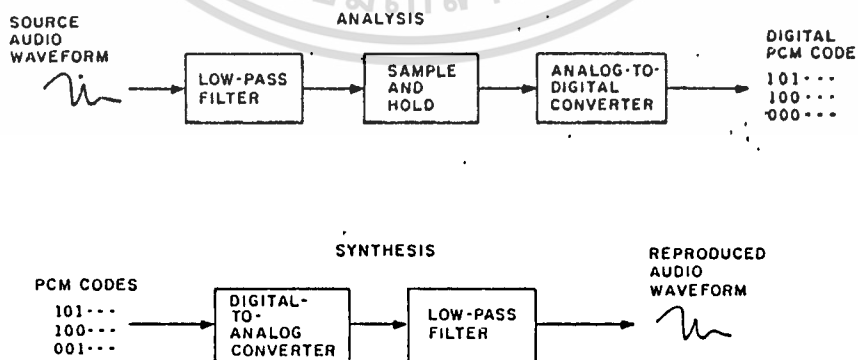 ANALYSIS
SOURCE
AUDIO
WAVEFORM
LOW-PASS
FILTER
SAMPLE
AND
HOLD
ANALOG-TO-
DIGITAL
CONVERTER
DIGITAL
PCM CODE
101...
100...
000...
SYNTHESIS
PCM CODES
101...
100...
001...
DIGITAL-
TO-
ANALOG
CONVERTER
LOW-PASS
FILTER
REPRODUCED
AUDIO
WAVEFORM